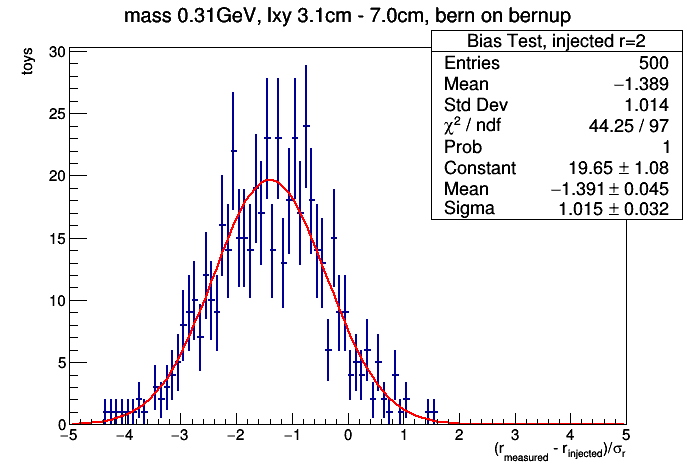 mass 0.31GeV, lxy 3.1cm - 7.0cm, bern on bernup
toys
Bias Test, injected r=2
Entries 500
Mean −1.389
Std Dev 1.014
χ² / ndf 44.25 / 97
Prob 1
Constant 19.65 ± 1.08
Mean −1.391 ± 0.045
Sigma 1.015 ± 0.032
30
25
20
15
10
5
0
−5 −4 −3 −2 −1 0 1 2 3 4 5
(r_measured - r_injected)/σ_r